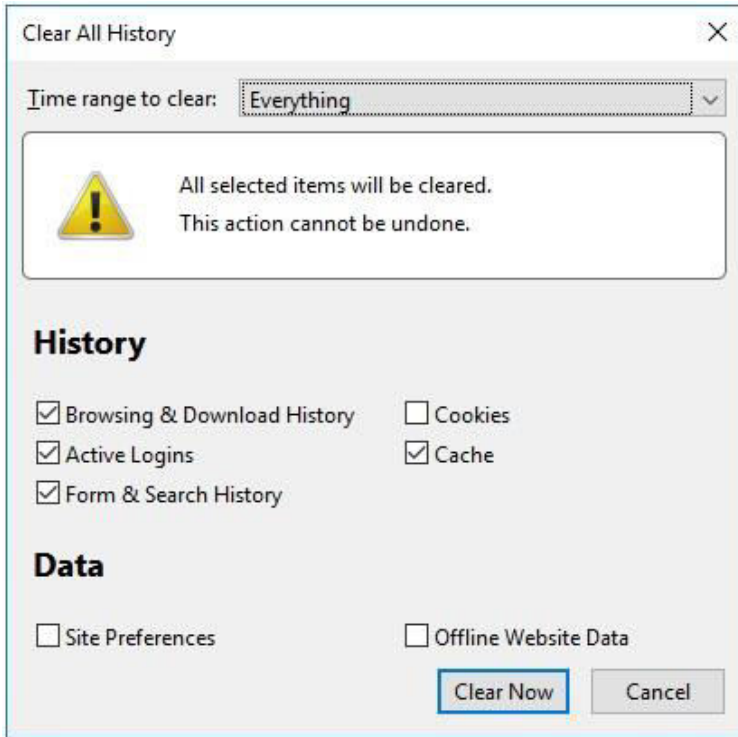 Clear All History
Time range to clear: Everything
All selected items will be cleared.
This action cannot be undone.
History
Browsing & Download History Cookies
Active Logins Cache
Form & Search History
Data
Site Preferences Offline Website Data
Clear Now Cancel